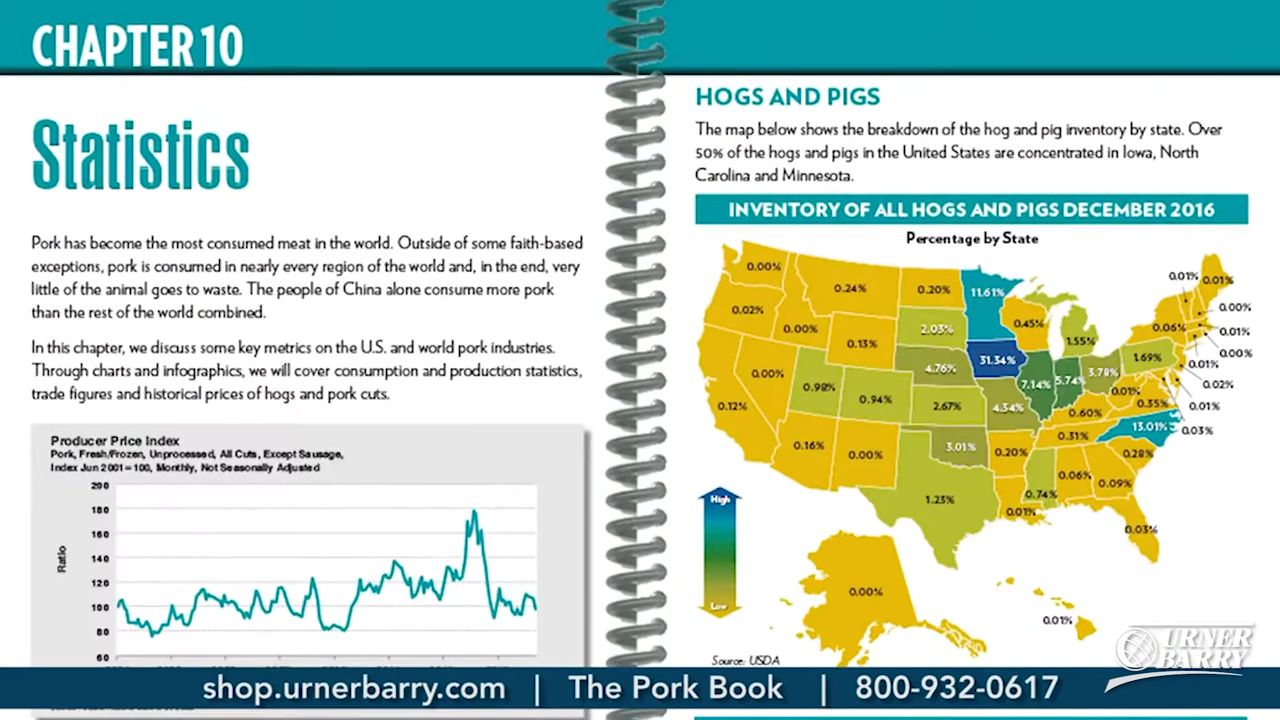 CHAPTER 10
Statistics
Pork has become the most consumed meat in the world. Outside of some faith-based
exceptions, pork is consumed in nearly every region of the world and, in the end, very
little of the animal goes to waste. The people of China alone consume more pork
than the rest of the world combined.
In this chapter, we discuss some key metrics on the U.S. and world pork industries.
Through charts and infographics, we will cover consumption and production statistics,
trade figures and historical prices of hogs and pork cuts.
Producer Price Index
Pork, Fresh/Frozen, Unprocessed, All Cuts, Except Sausage,
Index Jun 2001=100, Monthly, Not Seasonally Adjusted
200
180
160
140
120
100
80
60
Ratio
HOGS AND PIGS
The map below shows the breakdown of the hog and pig inventory by state. Over
50% of the hogs and pigs in the United States are concentrated in Iowa, North
Carolina and Minnesota.
INVENTORY OF ALL HOGS AND PIGS DECEMBER 2016
Percentage by State
0.00%
0.24%
0.20%
11.61%
0.01%
0.01%
0.02%
0.00%
0.13%
2.03%
0.45%
1.55%
0.06%
0.00%
0.01%
0.00%
0.00%
4.76%
31.34%
7.14%
5.74%
3.78%
1.69%
0.01%
0.02%
0.12%
0.98%
0.94%
2.67%
4.34%
0.60%
0.01%
0.35%
0.01%
0.03%
0.16%
0.00%
3.01%
0.20%
0.31%
13.01%
0.28%
1.23%
0.01%
0.74%
0.06%
0.09%
0.03%
High
Low
0.00%
0.01%
Source: USDA
URNER
BARRY
shop.urnerbarry.com | The Pork Book | 800-932-0617